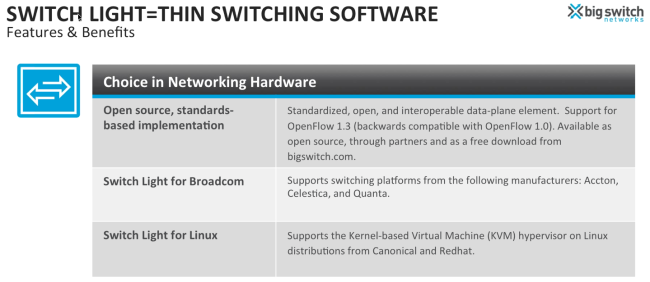 SWITCH LIGHT=THIN SWITCHING SOFTWARE
Features & Benefits
big switch
networks
Choice in Networking Hardware
Open source, standards-
based implementation
Standardized, open, and interoperable data-plane element.  Support for
OpenFlow 1.3 (backwards compatible with OpenFlow 1.0). Available as
open source, through partners and as a free download from
bigswitch.com.
Switch Light for Broadcom
Supports switching platforms from the following manufacturers: Accton,
Celestica, and Quanta.
Switch Light for Linux
Supports the Kernel-based Virtual Machine (KVM) hypervisor on Linux
distributions from Canonical and Redhat.